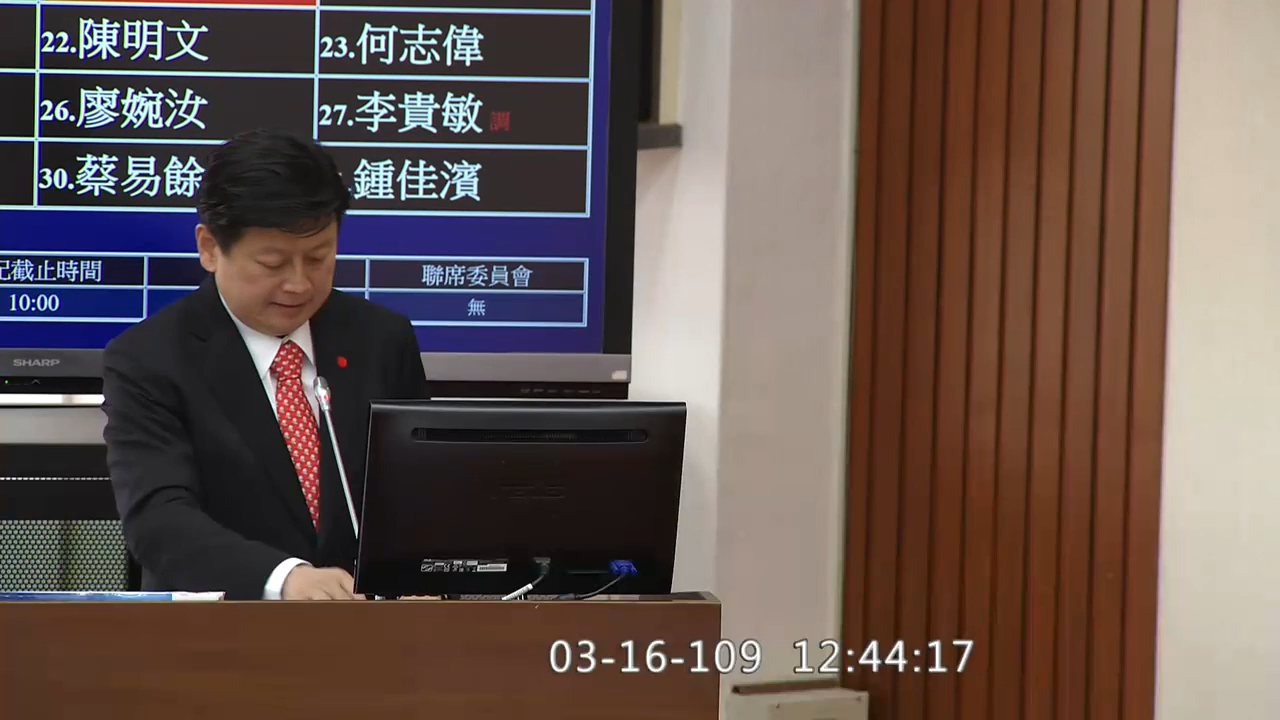 22.陳明文 23.何志偉
26.廖婉汝 27.李貴敏 調
30.蔡易餘 鍾佳濱
記截止時間 聯席委員會
10:00 無
SHARP
ASUS
03-16-109 12:44:17